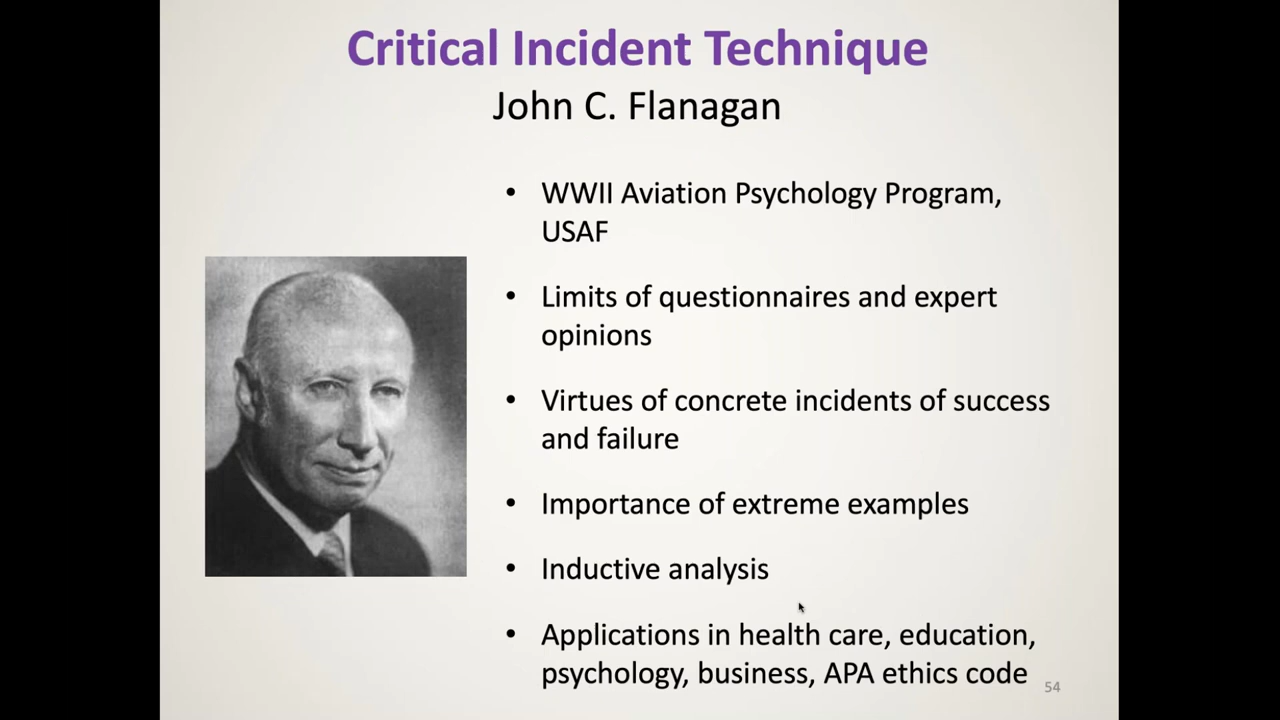 Critical Incident Technique
John C. Flanagan
• WWII Aviation Psychology Program,
USAF
• Limits of questionnaires and expert
opinions
• Virtues of concrete incidents of success
and failure
• Importance of extreme examples
• Inductive analysis
• Applications in health care, education,
psychology, business, APA ethics code
54